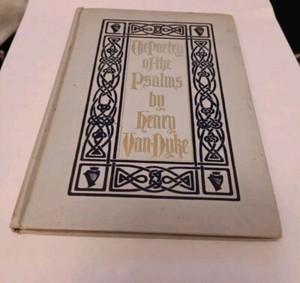 The Poetry
of the
Psalms
by
Henry
Van-Dyke